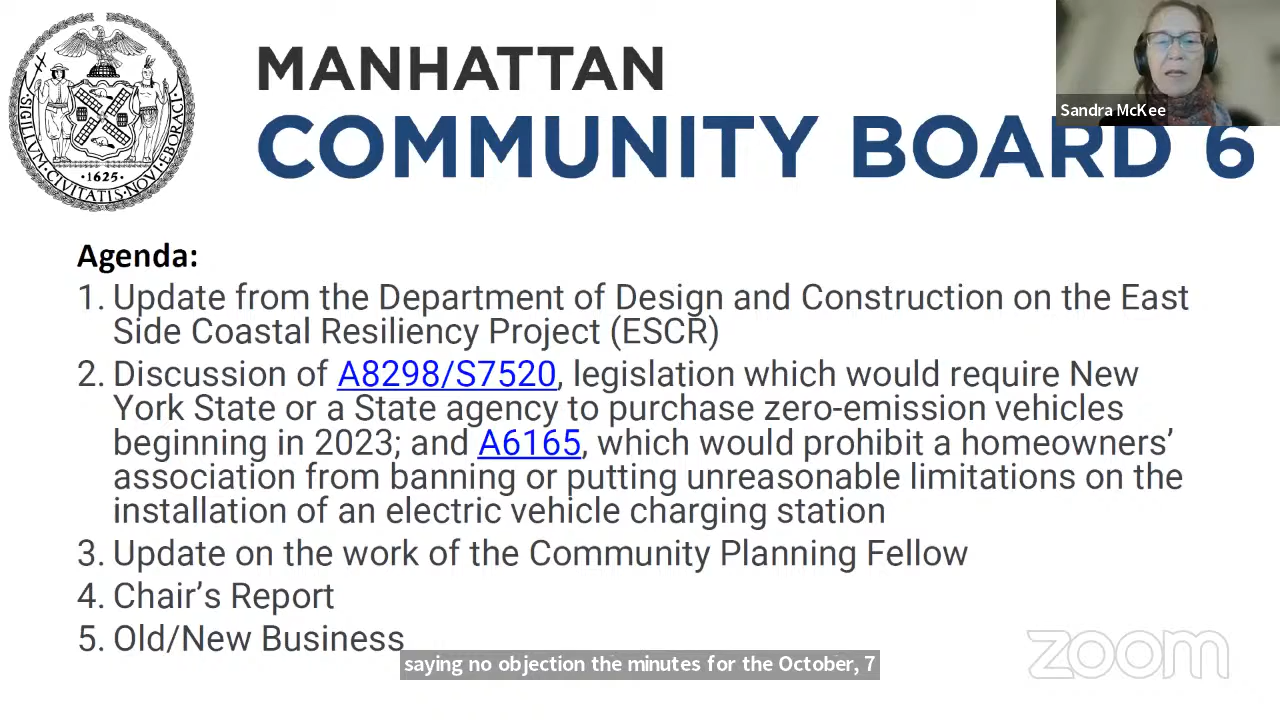 MANHATTAN
COMMUNITY BOARD 6
Sandra McKee
SIGILLVM CIVITATIS NOVI EBORACI
·1625·
Agenda:
1. Update from the Department of Design and Construction on the East
Side Coastal Resiliency Project (ESCR)
2. Discussion of A8298/S7520, legislation which would require New
York State or a State agency to purchase zero-emission vehicles
beginning in 2023; and A6165, which would prohibit a homeowners’
association from banning or putting unreasonable limitations on the
installation of an electric vehicle charging station
3. Update on the work of the Community Planning Fellow
4. Chair’s Report
5. Old/New Business
saying no objection the minutes for the October, 7
zoom